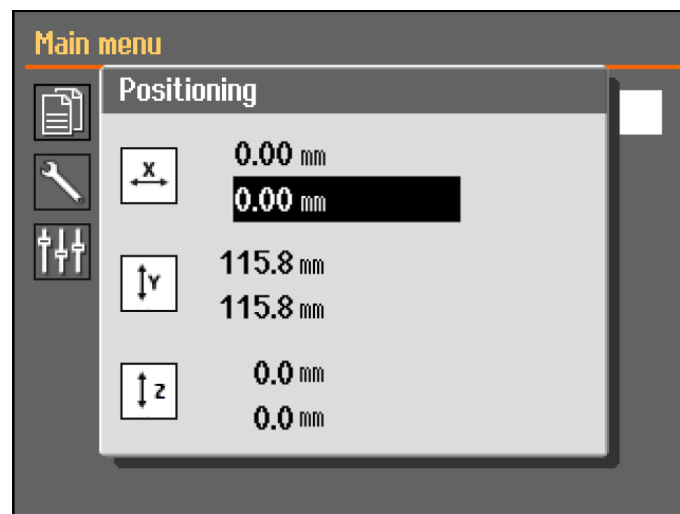 Main menu
Positioning
X
0.00 mm
0.00 mm
Y
115.8 mm
115.8 mm
Z
0.0 mm
0.0 mm